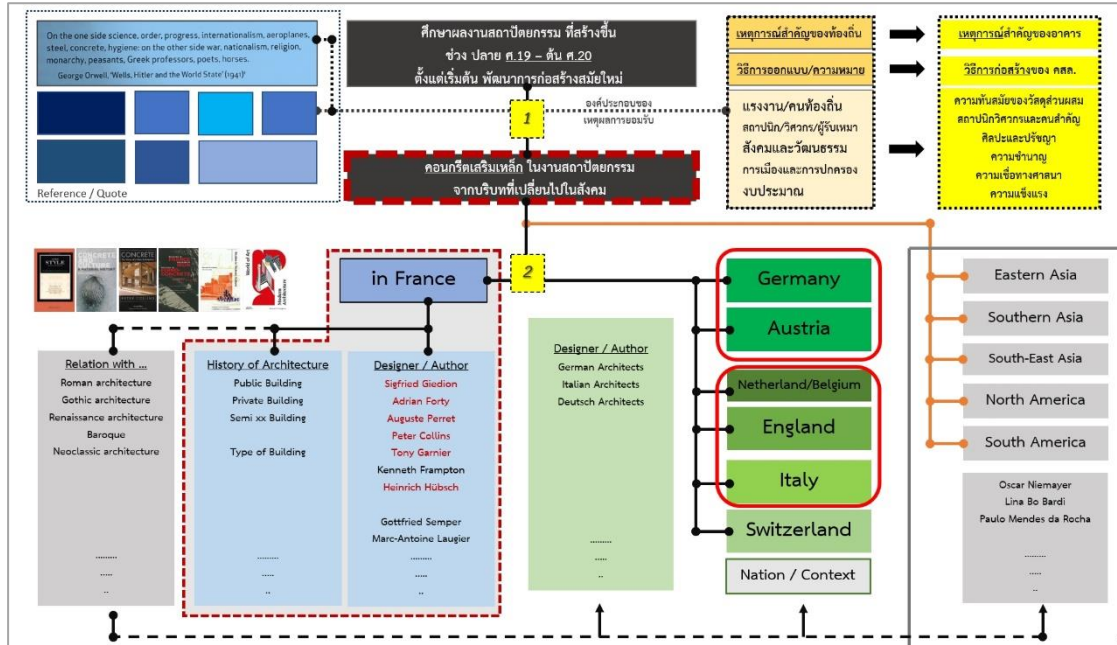 On the one side science, order, progress, internationalism, aeroplanes,
steel, concrete, hygiene: on the other side war, nationalism, religion,
monarchy, peasants, Greek professors, poets, horses.
George Orwell, 'Wells, Hitler and the World State' (1941)
Reference / Quote
ศึกษาผลงานสถาปัตยกรรม ที่สร้างขึ้น
ช่วง ปลาย ศ.19 – ต้น ศ.20
ตั้งแต่เริ่มต้น พัฒนาการก่อสร้างสมัยใหม่
1
องค์ประกอบของ
เหตุผลการยอมรับ
คอนกรีตเสริมเหล็ก ในงานสถาปัตยกรรม
จากบริบทที่เปลี่ยนไปในสังคม
เหตุการณ์สำคัญของท้องถิ่น
วิธีการออกแบบ/ความหมาย
แรงงาน/คนท้องถิ่น
สถาปนิก/วิศวกร/ผู้รับเหมา
สังคมและวัฒนธรรม
การเมืองและการปกครอง
งบประมาณ
เหตุการณ์สำคัญของอาคาร
วิธีการก่อสร้างของ คสล.
ความทันสมัยของวัสดุส่วนผสม
สถาปนิกวิศวกรและคนสำคัญ
ศิลปะและปรัชญา
ความชำนาญ
ความเชื่อทางศาสนา
ความแข็งแรง
2
in France
Relation with ...
Roman architecture
Gothic architecture
Renaissance architecture
Baroque
Neoclassic architecture
.........
.....
..
History of Architecture
Public Building
Private Building
Semi xx Building
Type of Building
.........
.....
..
Designer / Author
Sigfried Giedion
Adrian Forty
Auguste Perret
Peter Collins
Tony Garnier
Kenneth Frampton
Heinrich Hübsch
Gottfried Semper
Marc-Antoine Laugier
.........
.....
..
Designer / Author
German Architects
Italian Architects
Deutsch Architects
.........
.....
..
Germany
Austria
Netherland/Belgium
England
Italy
Switzerland
Nation / Context
Eastern Asia
Southern Asia
South-East Asia
North America
South America
Oscar Niemayer
Lina Bo Bardi
Paulo Mendes da Rocha
.........
.....
..